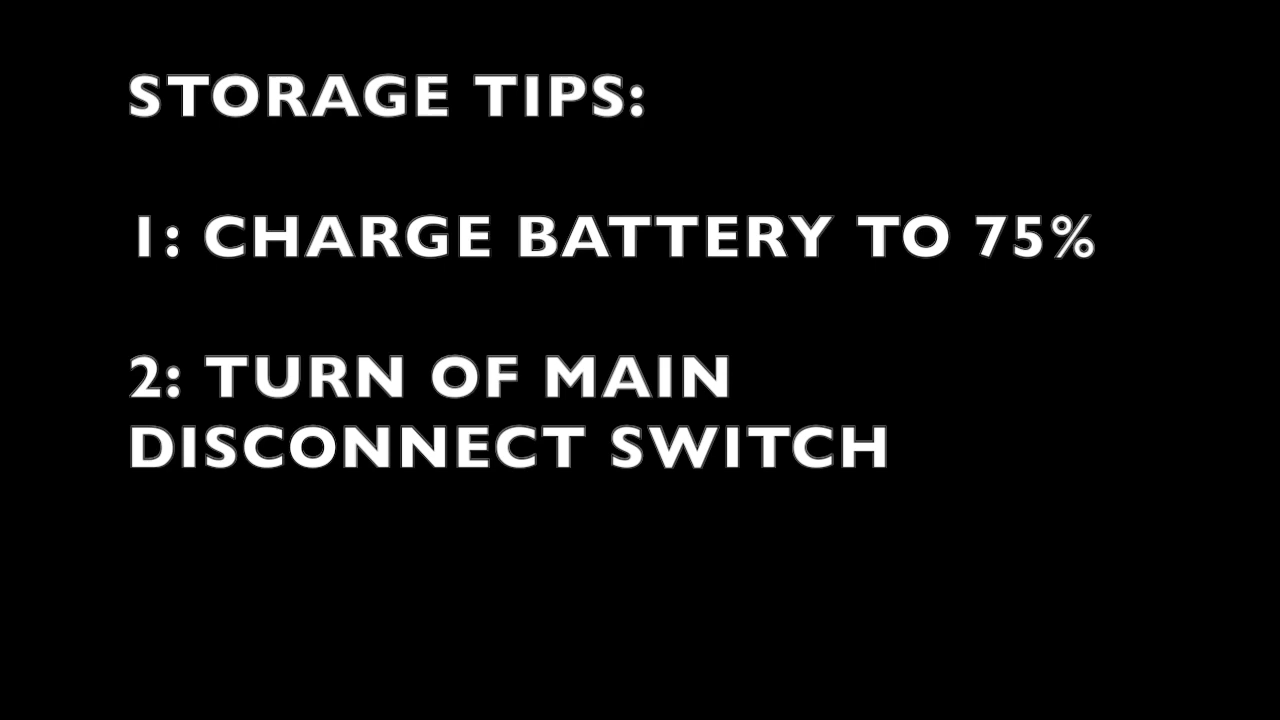 STORAGE TIPS:
1: CHARGE BATTERY TO 75%
2: TURN OF MAIN
DISCONNECT SWITCH